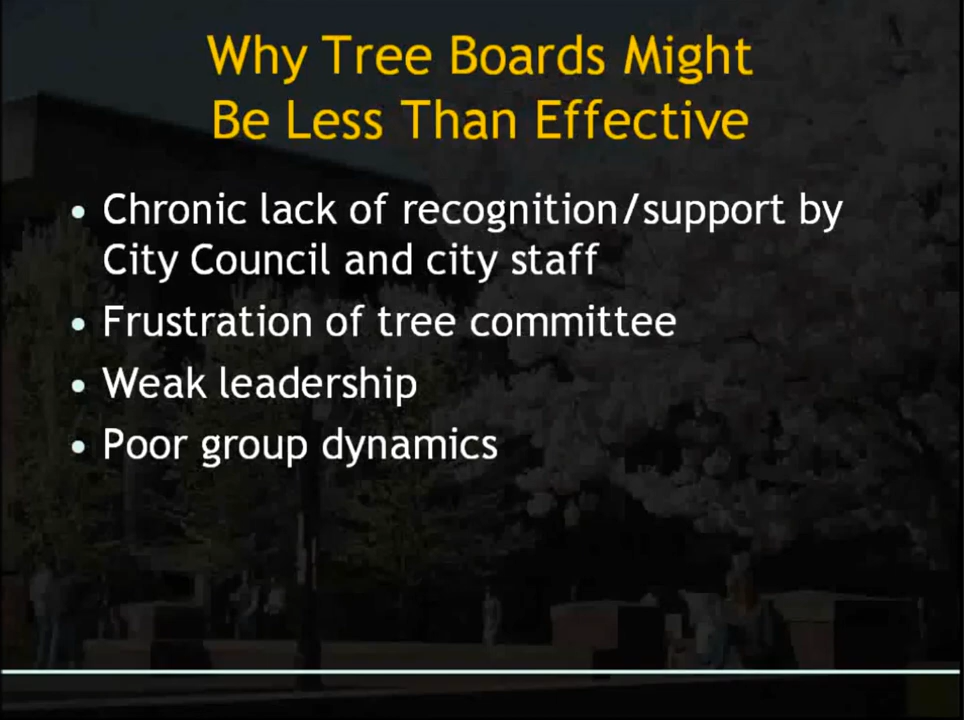 Why Tree Boards Might
Be Less Than Effective
• Chronic lack of recognition/support by
City Council and city staff
• Frustration of tree committee
• Weak leadership
• Poor group dynamics